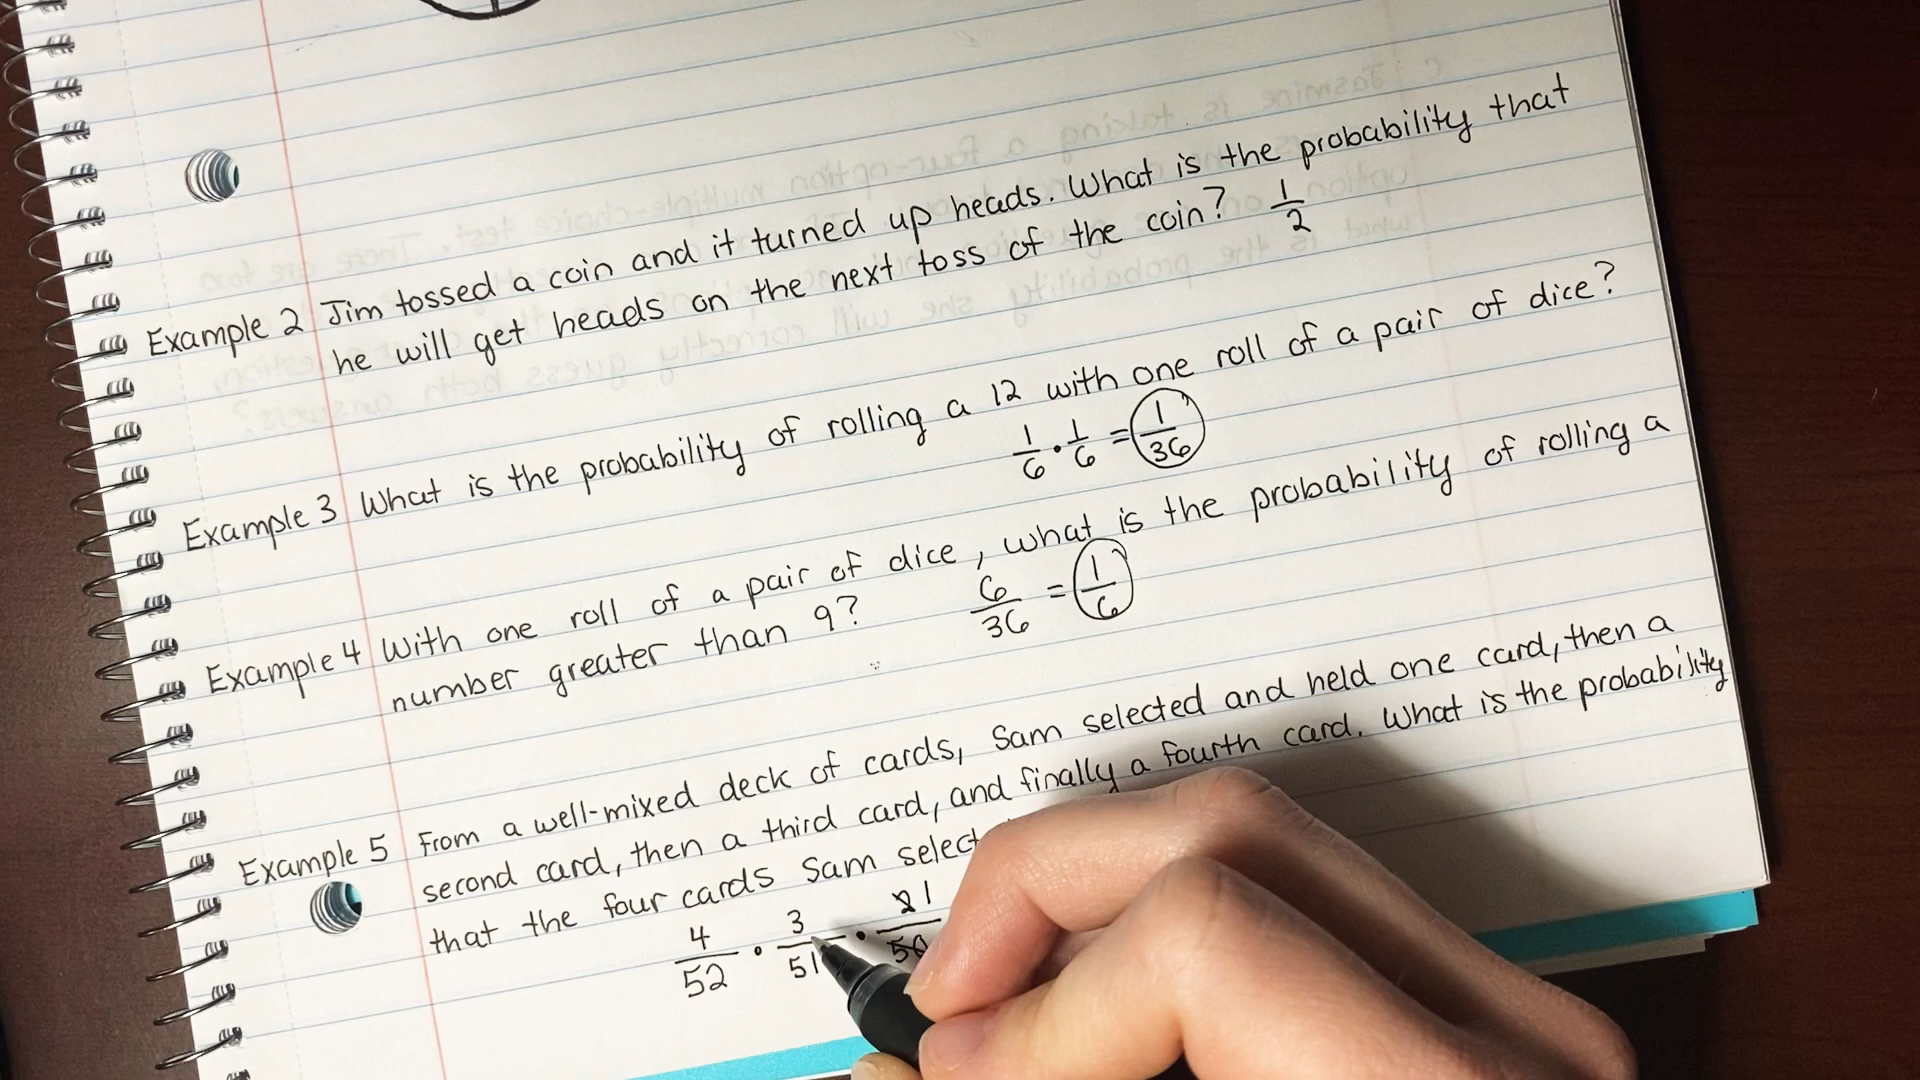 Example 2 Jim tossed a coin and it turned up heads. What is the probability that
he will get heads on the next toss of the coin? 1/2
Example 3 What is the probability of rolling a 12 with one roll of a pair of dice?
1/6 · 1/6 = 1/36
Example 4 With one roll of a pair of dice, what is the probability of rolling a
number greater than 9? 6/36 = 1/6
Example 5 From a well-mixed deck of cards, Sam selected and held one card, then a
second card, then a third card, and finally a fourth card. What is the probability
that the four cards Sam select
4/52 · 3/51 · 2 1/50